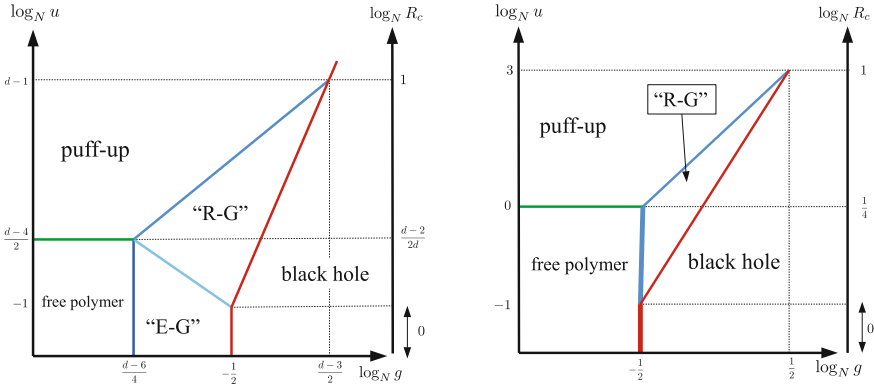 log_N u
log_N R_c
d−1
1
puff-up
“R-G”
d−4/2
d−2/2d
black hole
free polymer
−1
“E-G”
0
d−6/4
−1/2
d−3/2
log_N g
log_N u
log_N R_c
3
1
“R-G”
puff-up
0
1/4
free polymer
black hole
−1
0
−1/2
1/2
log_N g